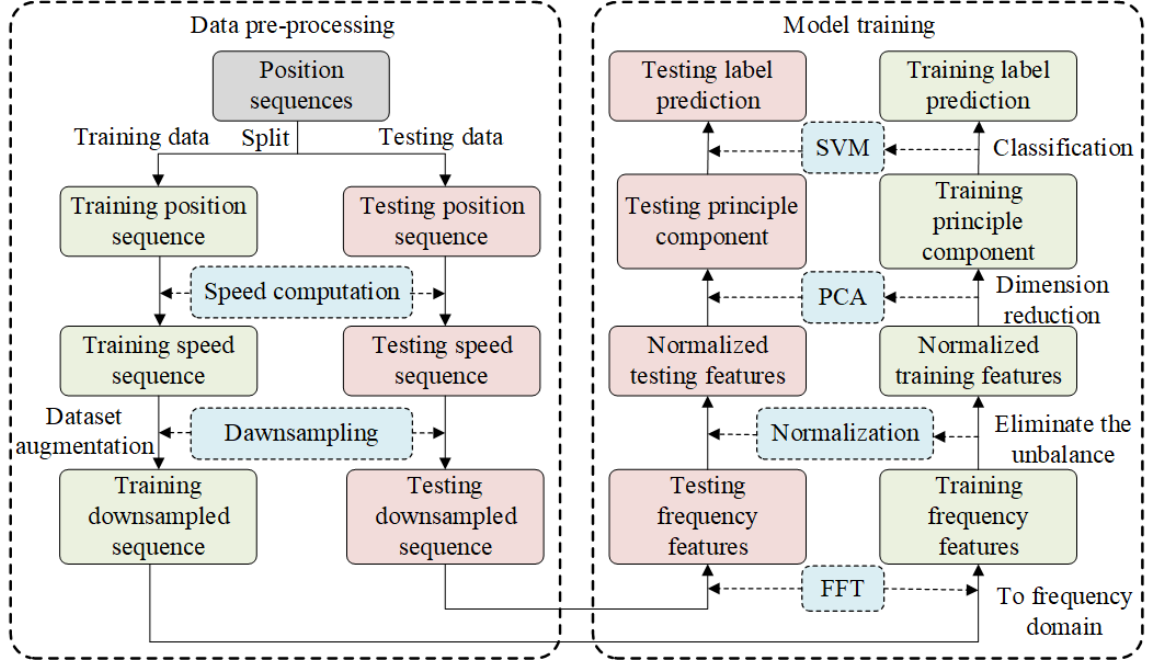 Data pre-processing
Position
sequences
Training data
Split
Testing data
Training position
sequence
Testing position
sequence
Speed computation
Training speed
sequence
Testing speed
sequence
Dataset
augmentation
Dawnsampling
Training
downsampled
sequence
Testing
downsampled
sequence
Model training
Testing label
prediction
Training label
prediction
SVM
Classification
Testing principle
component
Training
principle
component
PCA
Dimension
reduction
Normalized
testing features
Normalized
training features
Normalization
Eliminate the
unbalance
Testing
frequency
features
Training
frequency
features
FFT
To frequency
domain